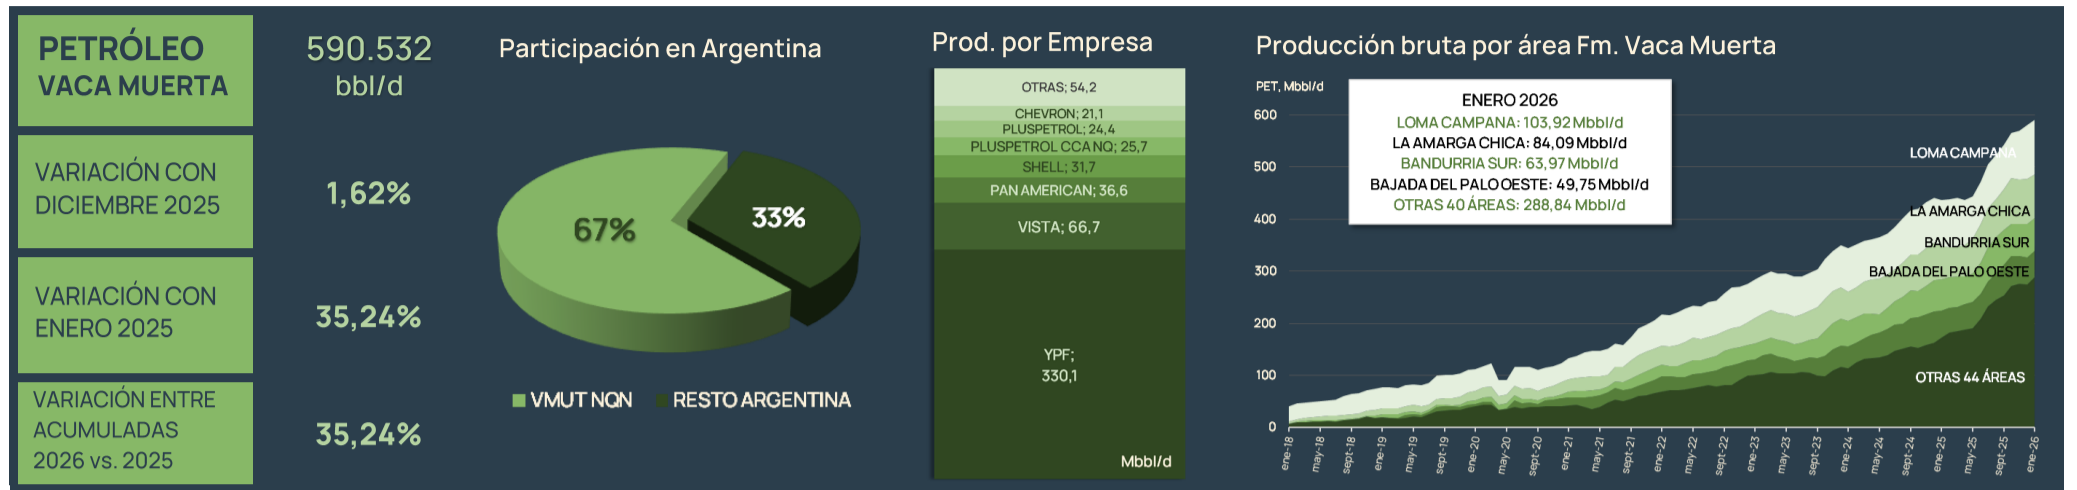 PETRÓLEO
VACA MUERTA
590.532
bbl/d
VARIACIÓN CON
DICIEMBRE 2025
1,62%
VARIACIÓN CON
ENERO 2025
35,24%
VARIACIÓN ENTRE
ACUMULADAS
2026 vs. 2025
35,24%
Participación en Argentina
67%
33%
VMUT NQN
RESTO ARGENTINA
Prod. por Empresa
OTRAS; 54,2
CHEVRON; 21,1
PLUSPETROL; 24,4
PLUSPETROL CCA NQ; 25,7
SHELL; 31,7
PAN AMERICAN; 36,6
VISTA; 66,7
YPF;
330,1
Mbbl/d
Producción bruta por área Fm. Vaca Muerta
PET, Mbbl/d
ENERO 2026
LOMA CAMPANA: 103,92 Mbbl/d
LA AMARGA CHICA: 84,09 Mbbl/d
BANDURRIA SUR: 63,97 Mbbl/d
BAJADA DEL PALO OESTE: 49,75 Mbbl/d
OTRAS 40 ÁREAS: 288,84 Mbbl/d
600
500
400
300
200
100
0
LOMA CAMPANA
LA AMARGA CHICA
BANDURRIA SUR
BAJADA DEL PALO OESTE
OTRAS 44 ÁREAS
ene-18
may-18
sept-18
ene-19
may-19
sept-19
ene-20
may-20
sept-20
ene-21
may-21
sept-21
ene-22
may-22
sept-22
ene-23
may-23
sept-23
ene-24
may-24
sept-24
ene-25
may-25
sept-25
ene-26